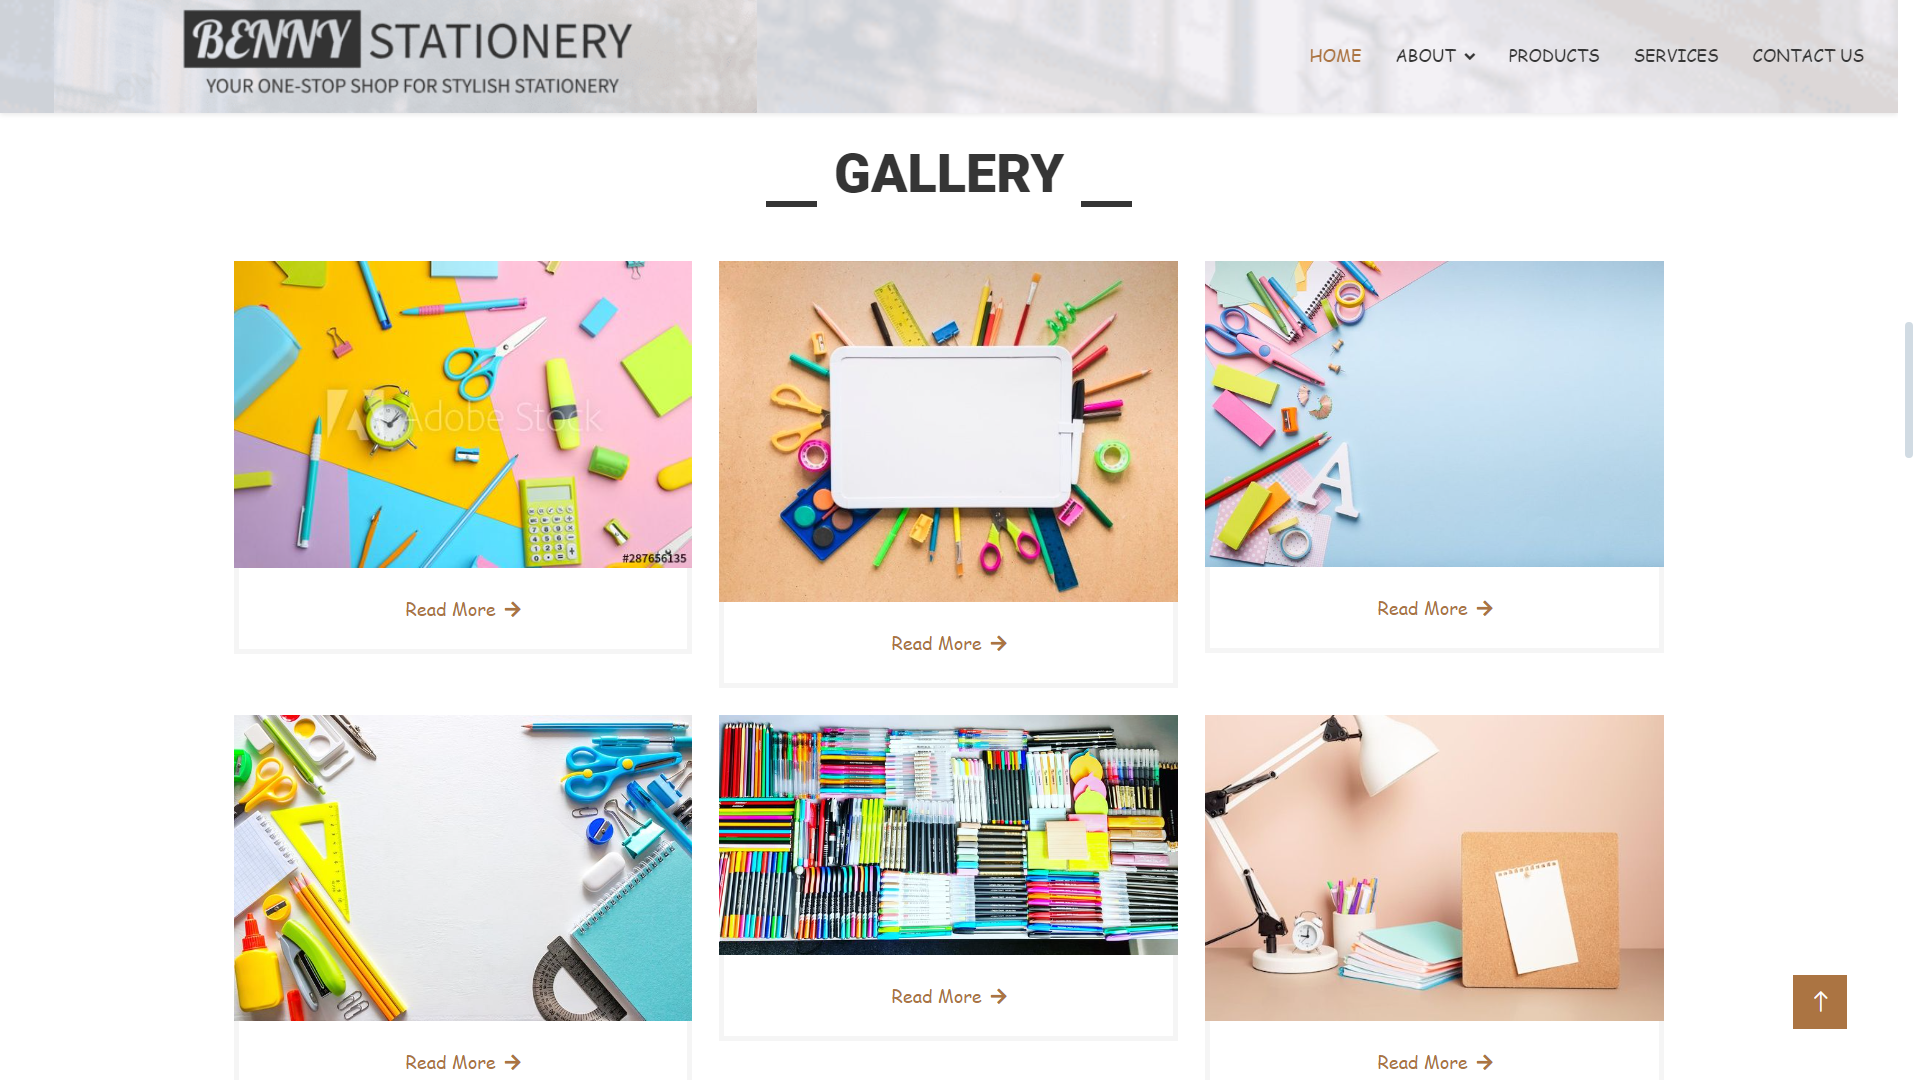 BENNY STATIONERY
YOUR ONE-STOP SHOP FOR STYLISH STATIONERY
HOME ABOUT PRODUCTS SERVICES CONTACT US
GALLERY
Adobe Stock
#287656135
A
Read More
Read More
Read More
Read More
Read More
Read More